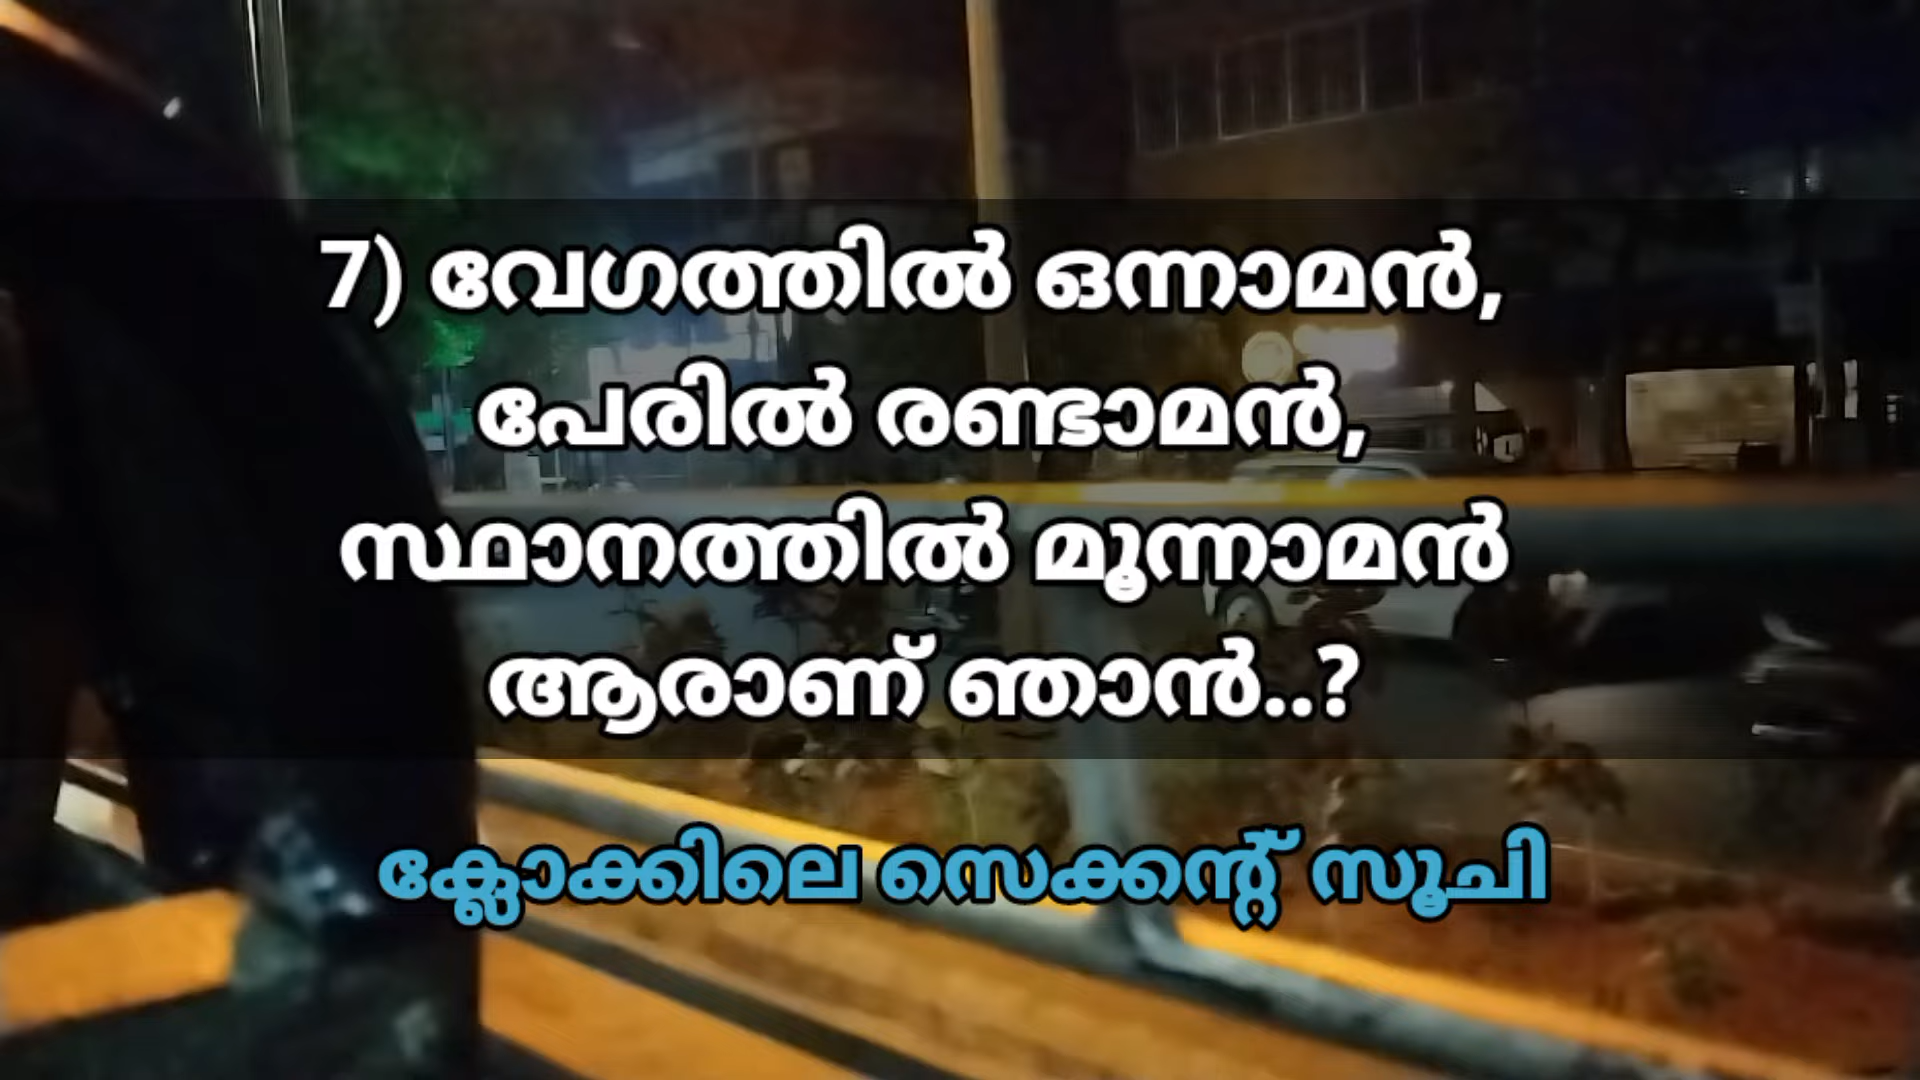 7) വേഗത്തിൽ ഒന്നാമൻ,
പേരിൽ രണ്ടാമൻ,
സ്ഥാനത്തിൽ മൂന്നാമൻ
ആരാണ് ഞാൻ..?
ക്ലോക്കിലെ സെക്കന്റ് സൂചി